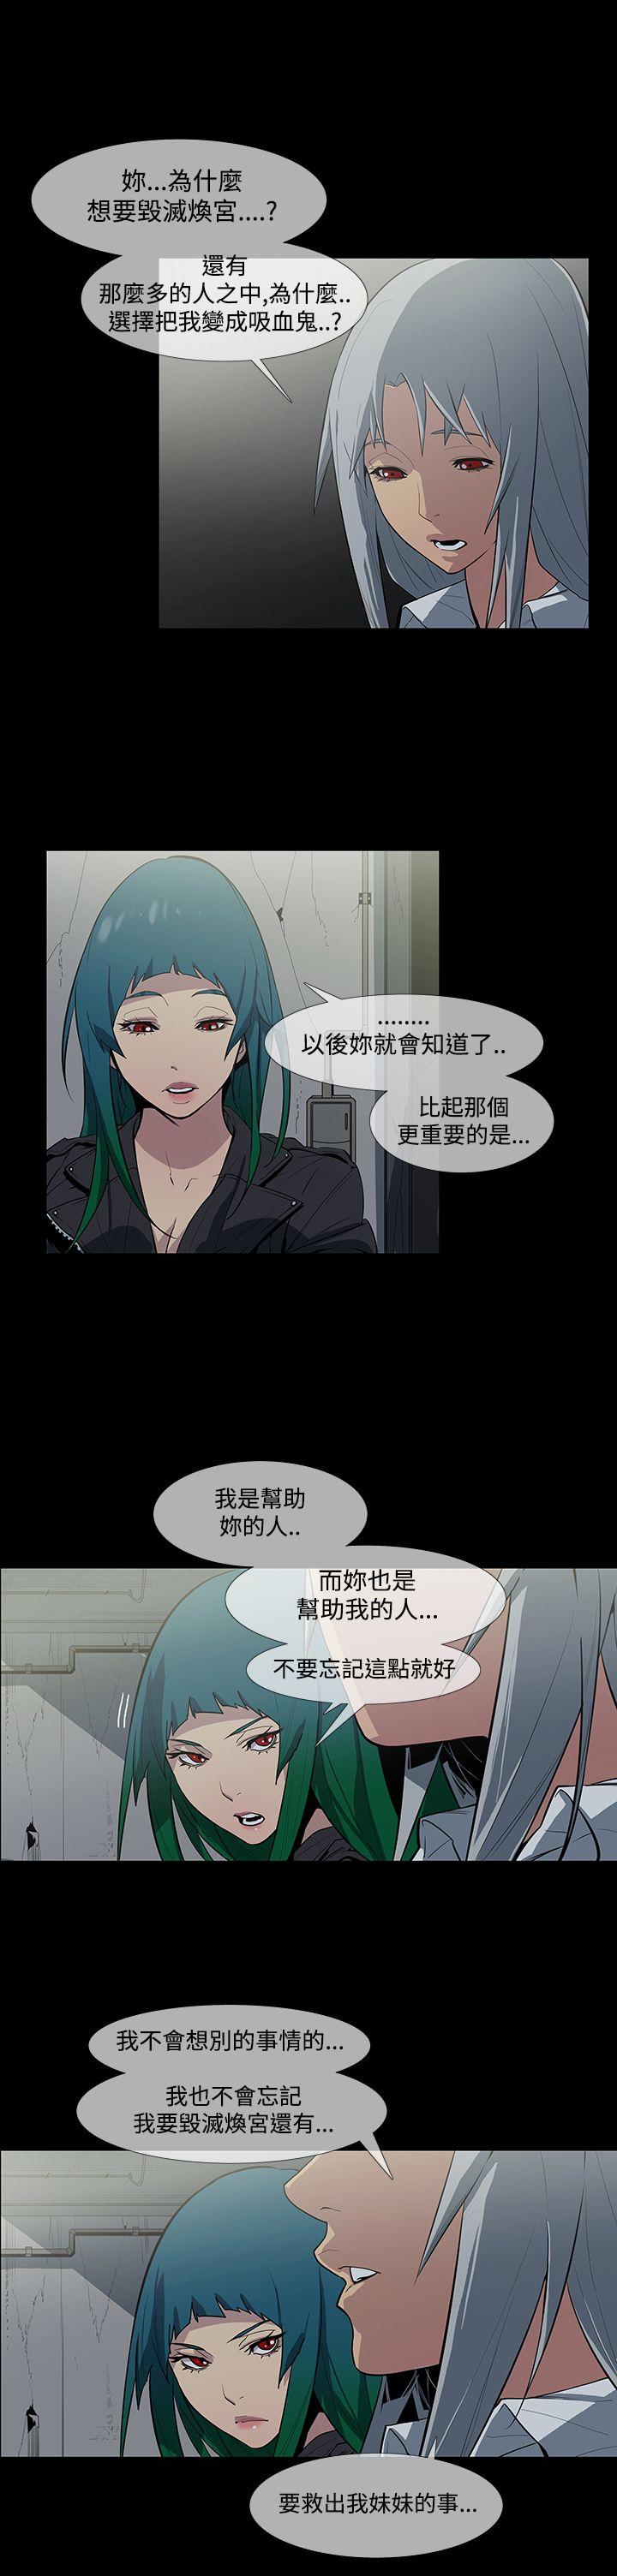 妳...為什麼
想要毀滅煥宮....?
還有
那麼多的人之中,為什麼..
選擇把我變成吸血鬼..?
........
以後妳就會知道了..
比起那個
更重要的是...
我是幫助
妳的人..
而妳也是
幫助我的人...
不要忘記這點就好
我不會想別的事情的...
我也不會忘記
我要毀滅煥宮還有...
要救出我妹妹的事...